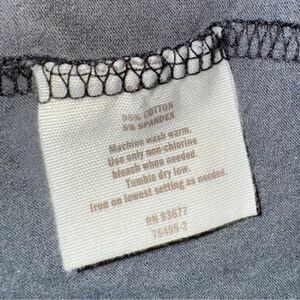 95% COTTON
5% SPANDEX
Machine wash warm.
Use only non-chlorine
bleach when needed.
Tumble dry low.
Iron on lowest setting as needed.
RN 93677
75495-2